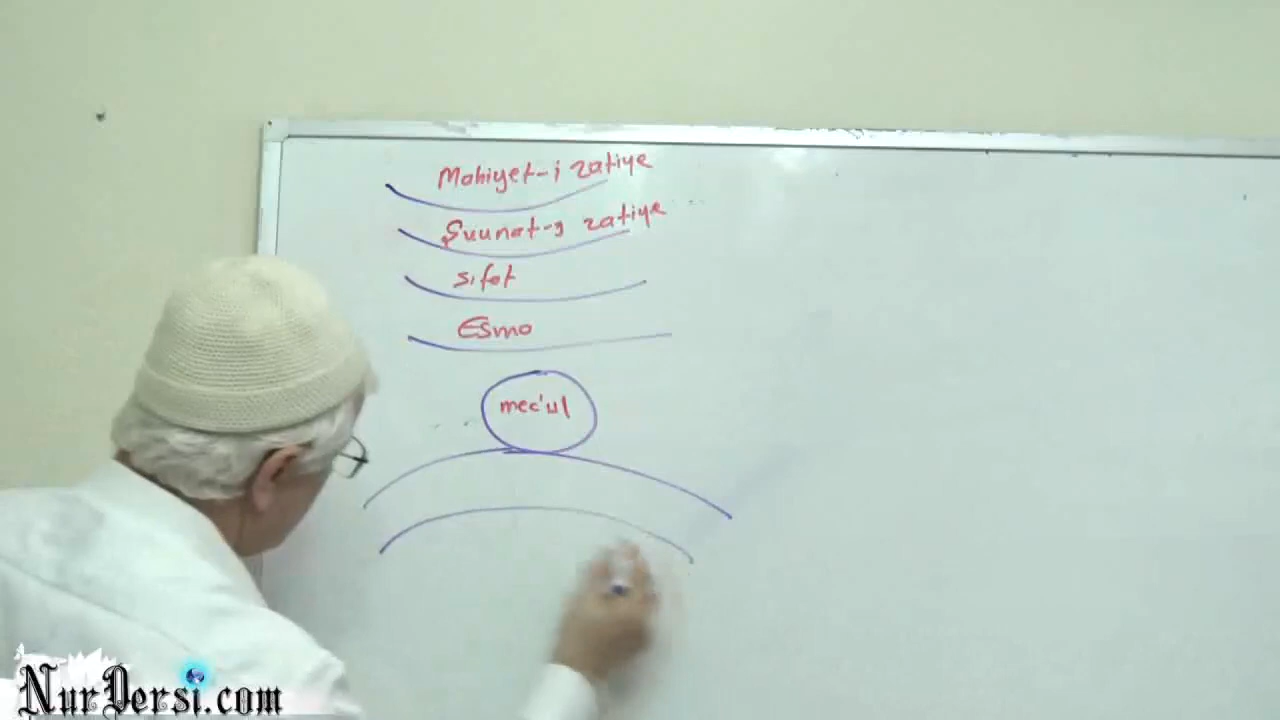 Mahiyet-i zatiye
Şuunat-ı zatiye
sıfat
Esma
mec'ul
NurDersi.com